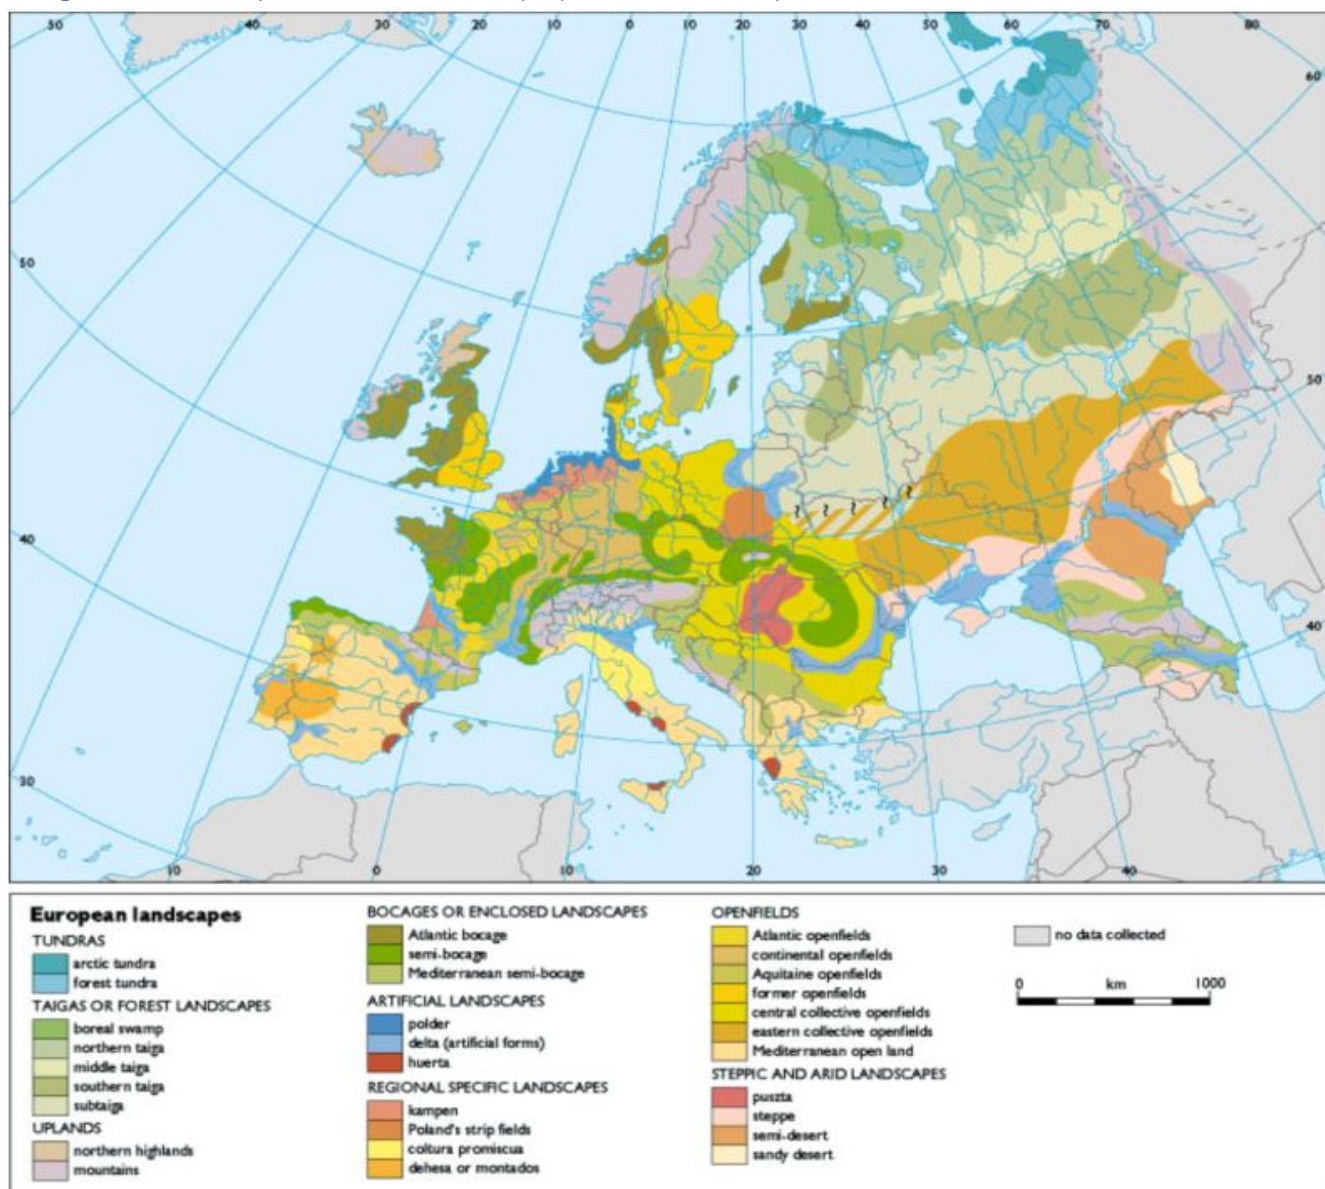 50 40 30 20 10 0 10 20 30 40 50 60 70 80
60
50
50
40
40
30
10 0 10 20 30 40
European landscapes
TUNDRAS
arctic tundra
forest tundra
TAIGAS OR FOREST LANDSCAPES
boreal swamp
northern taiga
middle taiga
southern taiga
subtaiga
UPLANDS
northern highlands
mountains
BOCAGES OR ENCLOSED LANDSCAPES
Atlantic bocage
semi-bocage
Mediterranean semi-bocage
ARTIFICIAL LANDSCAPES
polder
delta (artificial forms)
huerta
REGIONAL SPECIFIC LANDSCAPES
kampen
Poland's strip fields
coltura promiscua
dehesa or montados
OPENFIELDS
Atlantic openfields
continental openfields
Aquitaine openfields
former openfields
central collective openfields
eastern collective openfields
Mediterranean open land
STEPPIC AND ARID LANDSCAPES
puszta
steppe
semi-desert
sandy desert
no data collected
0 km 1000